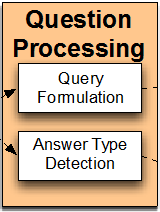 Question
Processing
Query
Formulation
Answer Type
Detection